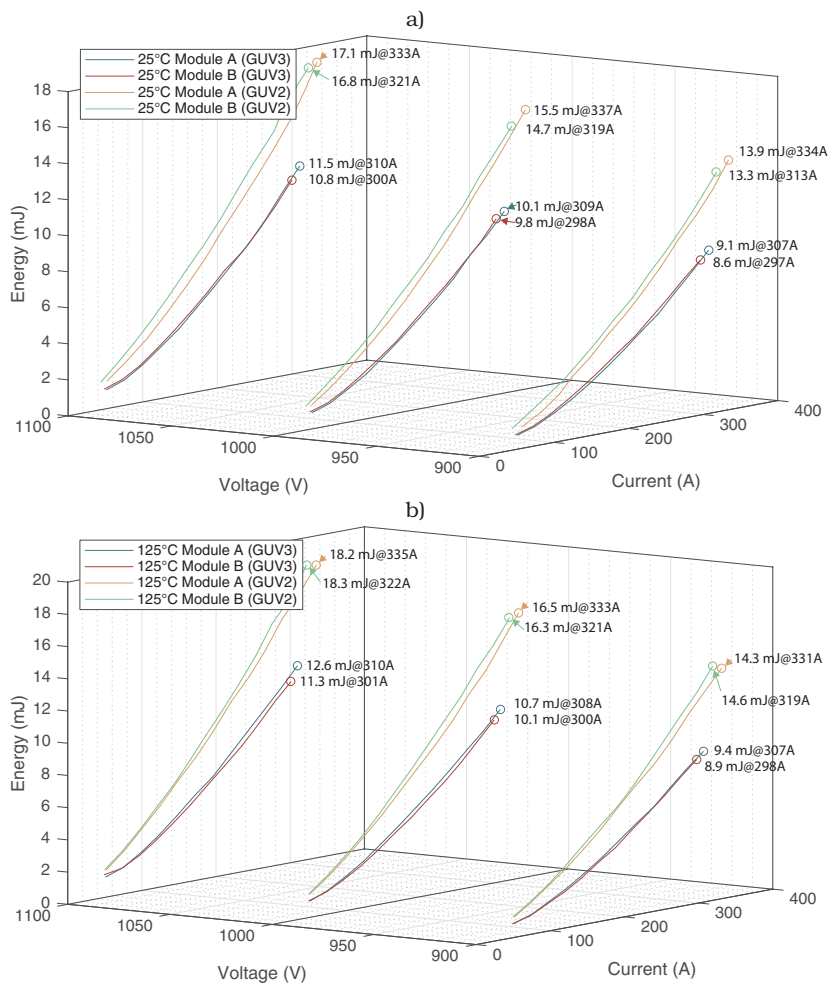 a)
25°C Module A (GUV3)
25°C Module B (GUV3)
25°C Module A (GUV2)
25°C Module B (GUV2)
17.1 mJ@333A
16.8 mJ@321A
11.5 mJ@310A
10.8 mJ@300A
15.5 mJ@337A
14.7 mJ@319A
10.1 mJ@309A
9.8 mJ@298A
13.9 mJ@334A
13.3 mJ@313A
9.1 mJ@307A
8.6 mJ@297A
Energy (mJ)
18
16
14
12
10
8
6
4
2
0
1100
1050
1000
950
900
Voltage (V)
0
100
200
300
400
Current (A)
b)
125°C Module A (GUV3)
125°C Module B (GUV3)
125°C Module A (GUV2)
125°C Module B (GUV2)
18.2 mJ@335A
18.3 mJ@322A
12.6 mJ@310A
11.3 mJ@301A
16.5 mJ@333A
16.3 mJ@321A
10.7 mJ@308A
10.1 mJ@300A
14.3 mJ@331A
14.6 mJ@319A
9.4 mJ@307A
8.9 mJ@298A
Energy (mJ)
20
18
16
14
12
10
8
6
4
2
0
1100
1050
1000
950
900
Voltage (V)
0
100
200
300
400
Current (A)